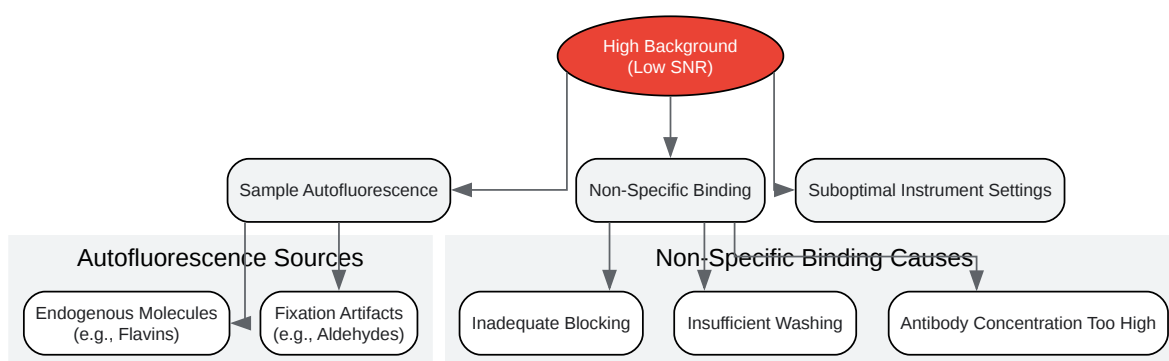 High Background
(Low SNR)
Sample Autofluorescence
Non-Specific Binding
Suboptimal Instrument Settings
Autofluorescence Sources
Non-Specific Binding Causes
Endogenous Molecules
(e.g., Flavins)
Fixation Artifacts
(e.g., Aldehydes)
Inadequate Blocking
Insufficient Washing
Antibody Concentration Too High